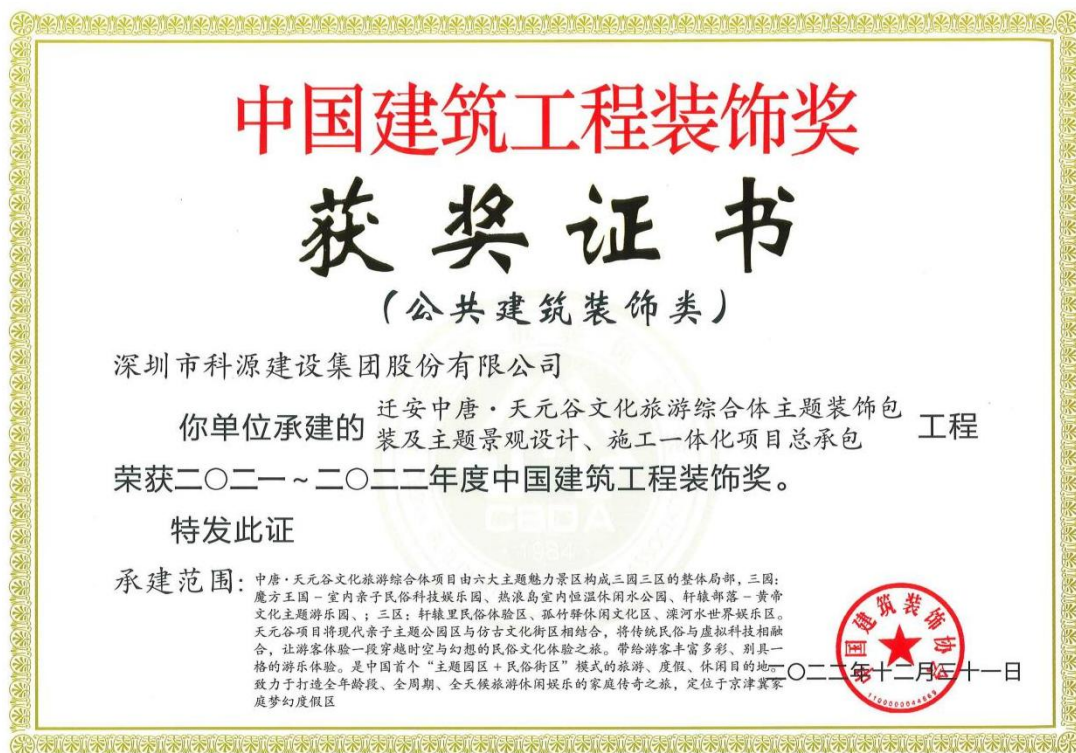 中国建筑工程装饰奖
获奖证书
(公共建筑装饰类)
深圳市科源建设集团股份有限公司
你单位承建的 迁安中唐·天元谷文化旅游综合体主题装饰包
装及主题景观设计、施工一体化项目总承包 工程
荣获二〇二一~二〇二二年度中国建筑工程装饰奖。
特发此证
承建范围: 中唐·天元谷文化旅游综合体项目由六大主题魅力景区构成三园三区的整体布局,三园:
魔方王国-室内亲子民俗科技娱乐园、热浪岛室内恒温休闲水公园、轩辕部落-黄帝
文化主题游乐园、;三区:轩辕里民俗体验区、孤竹驿休闲文化区、滦河水世界娱乐区。
天元谷项目将现代亲子主题公园区与仿古文化街区相结合,将传统民俗与虚拟科技相融
合,让游客体验一段穿越时空与幻想的民俗文化体验之旅。带给游客丰富多彩、别具一
格的游乐体验。是中国首个“主题园区+民俗街区”模式的旅游、度假、休闲目的地。
致力于打造全年龄段、全周期、全天候旅游休闲娱乐的家庭传奇之旅,定位于京津冀家
庭梦幻度假区
二〇二二年十二月三十一日
中国建筑装饰协会
1100000044669
CBDA
·1984·